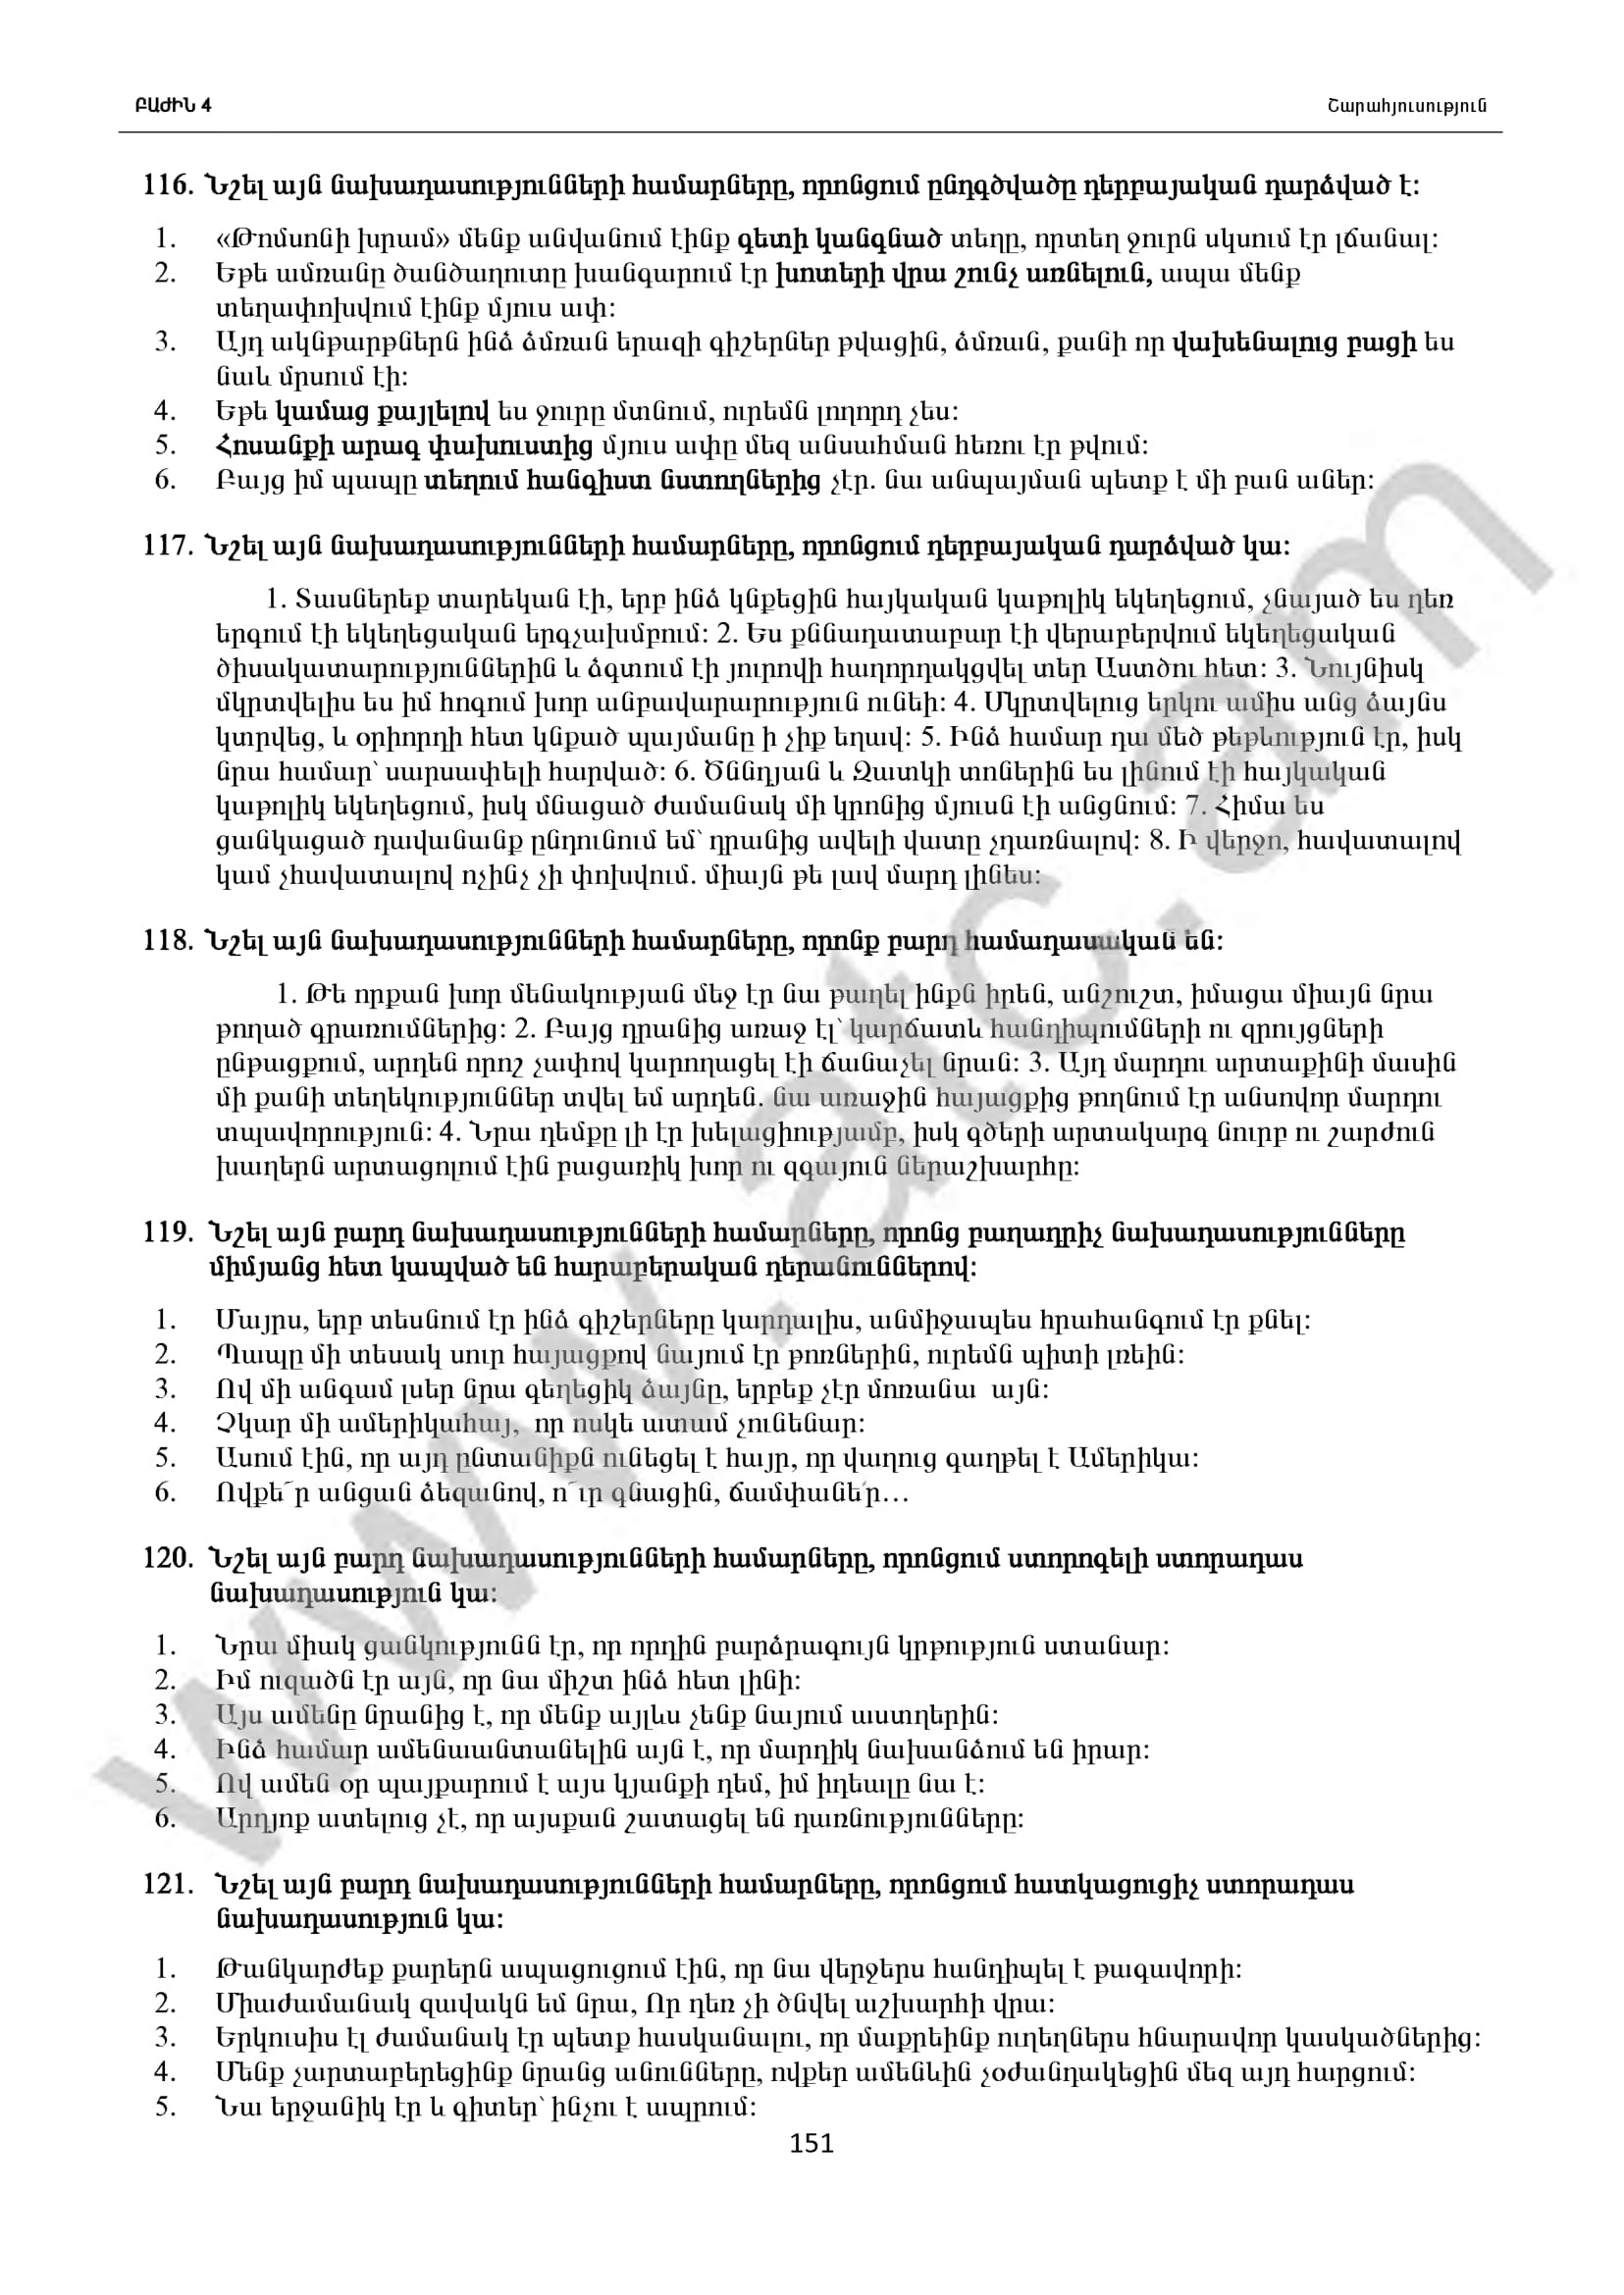 ԲԱԺԻՆ 4
Շարահյուսություն
116. Նշել այն նախադասությունների համարները, որոնցում ընդգծվածը դերբայական դարձված է:
1. «Թոմսոնի խրամ» մենք անվանում էինք գետի կանգնած տեղը, որտեղ ջուրն սկսում էր լճանալ:
2. Եթե ամռանը ծանծաղուտը խանգարում էր խոտերի վրա շունչ առնելուն, ապա մենք
տեղափոխվում էինք մյուս ափ:
3. Այդ ակնթարթներն ինձ ձմռան երազի գիշերներ թվացին, ձմռան, քանի որ վախենալուց բացի ես
նաև մրսում էի:
4. Եթե կամաց քայլելով ես ջուրը մտնում, ուրեմն լողորդ չես:
5. Հոսանքի արագ փախուստից մյուս ափը մեզ անսահման հեռու էր թվում:
6. Բայց իմ պապը տեղում հանգիստ նստողներից չէր. նա անպայման պետք է մի բան աներ:
117. Նշել այն նախադասությունների համարները, որոնցում դերբայական դարձված կա:
1. Տասներեք տարեկան էի, երբ ինձ կնքեցին հայկական կաթոլիկ եկեղեցում, չնայած ես դեռ
երգում էի եկեղեցական երգչախմբում: 2. Ես քննադատաբար էի վերաբերվում եկեղեցական
ծիսակատարություններին և ձգտում էի յուրովի հաղորդակցվել տեր Աստծու հետ: 3. Նույնիսկ
մկրտվելիս ես իմ հոգում խոր անբավարարություն ունեի: 4. Մկրտվելուց երկու ամիս անց ձայնս
կտրվեց, և օրիորդի հետ կնքած պայմանը ի չիք եղավ: 5. Ինձ համար դա մեծ թեթևություն էր, իսկ
նրա համար՝ սարսափելի հարված: 6. Ծննդյան և Զատկի տոներին ես լինում էի հայկական
կաթոլիկ եկեղեցում, իսկ մնացած ժամանակ մի կրոնից մյուսն էի անցնում: 7. Հիմա ես
ցանկացած դավանանք ընդունում եմ՝ դրանից ավելի վատը չդառնալով: 8. Ի վերջո, հավատալով
կամ չհավատալով ոչինչ չի փոխվում. միայն թե լավ մարդ լինես:
118. Նշել այն նախադասությունների համարները, որոնք բարդ համադասական են:
1. Թե որքան խոր մենակության մեջ էր նա թաղել ինքն իրեն, անշուշտ, իմացա միայն նրա
թողած գրառումներից: 2. Բայց դրանից առաջ էլ՝ կարճատև հանդիպումների ու զրույցների
ընթացքում, արդեն որոշ չափով կարողացել էի ճանաչել նրան: 3. Այդ մարդու արտաքինի մասին
մի քանի տեղեկություններ տվել եմ արդեն. նա առաջին հայացքից թողնում էր անսովոր մարդու
տպավորություն: 4. Նրա դեմքը լի էր խելացիությամբ, իսկ գծերի արտակարգ նուրբ ու շարժուն
խաղերն արտացոլում էին բացառիկ խոր ու զգայուն ներաշխարհը:
119. Նշել այն բարդ նախադասությունների համարները, որոնց բաղադրիչ նախադասությունները
միմյանց հետ կապված են հարաբերական դերանուններով:
1. Մայրս, երբ տեսնում էր ինձ գիշերները կարդալիս, անմիջապես հրահանգում էր քնել:
2. Պապը մի տեսակ սուր հայացքով նայում էր թոռներին, ուրեմն պիտի լռեին:
3. Ով մի անգամ լսեր նրա գեղեցիկ ձայնը, երբեք չէր մոռանա այն:
4. Չկար մի ամերիկահայ, որ ոսկե ատամ չունենար:
5. Ասում էին, որ այդ ընտանիքն ունեցել է հայր, որ վաղուց գաղթել է Ամերիկա:
6. Ովքե՜ր անցան ձեզանով, ո՜ւր գնացին, ճամփանե՛ր…
120. Նշել այն բարդ նախադասությունների համարները, որոնցում ստորոգելի ստորադաս
նախադասություն կա:
1. Նրա միակ ցանկությունն էր, որ որդին բարձրագույն կրթություն ստանար:
2. Իմ ուզածն էր այն, որ նա միշտ ինձ հետ լինի:
3. Այս ամենը նրանից է, որ մենք այլևս չենք նայում աստղերին:
4. Ինձ համար ամենաանտանելին այն է, որ մարդիկ նախանձում են իրար:
5. Ով ամեն օր պայքարում է այս կյանքի դեմ, իմ իդեալը նա է:
6. Արդյոք ատելուց չէ, որ այսքան շատացել են դառնությունները:
121. Նշել այն բարդ նախադասությունների համարները, որոնցում հատկացուցիչ ստորադաս
նախադասություն կա:
1. Թանկարժեք քարերն ապացուցում էին, որ նա վերջերս հանդիպել է թագավորի:
2. Միաժամանակ զավակն եմ նրա, Որ դեռ չի ծնվել աշխարհի վրա:
3. Երկուսիս էլ ժամանակ էր պետք հասկանալու, որ մաքրեինք ուղեղներս հնարավոր կասկածներից:
4. Մենք չարտաբերեցինք նրանց անունները, ովքեր ամենևին չօժանդակեցին մեզ այդ հարցում:
5. Նա երջանիկ էր և գիտեր՝ ինչու է ապրում:
151
www.atc.am